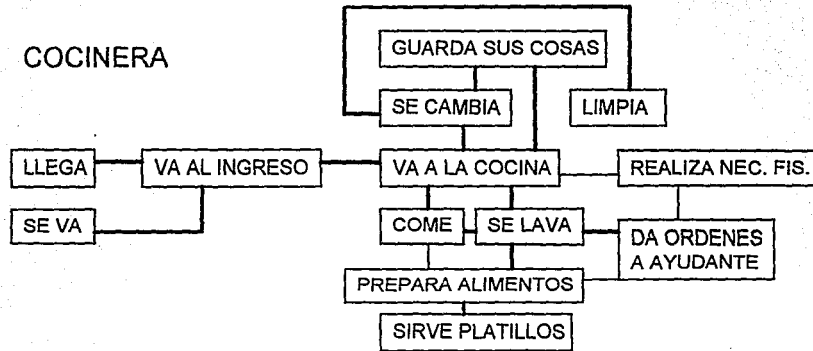 COCINERA
GUARDA SUS COSAS
SE CAMBIA
LIMPIA
LLEGA
VA AL INGRESO
VA A LA COCINA
REALIZA NEC. FIS.
SE VA
COME
SE LAVA
DA ORDENES
A AYUDANTE
PREPARA ALIMENTOS
SIRVE PLATILLOS